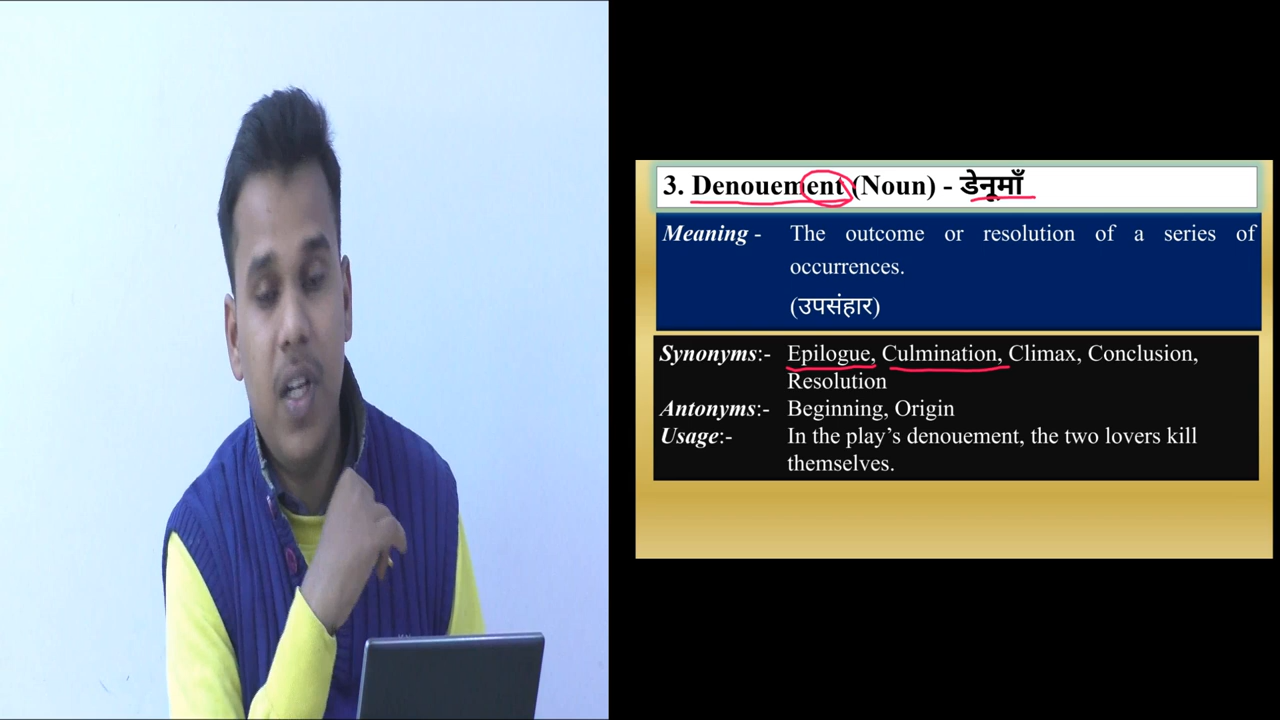 3. Denouement (Noun) - डेनूमाँ
Meaning - The outcome or resolution of a series of
occurrences.
(उपसंहार)
Synonyms:- Epilogue, Culmination, Climax, Conclusion,
Resolution
Antonyms:- Beginning, Origin
Usage:- In the play’s denouement, the two lovers kill
themselves.